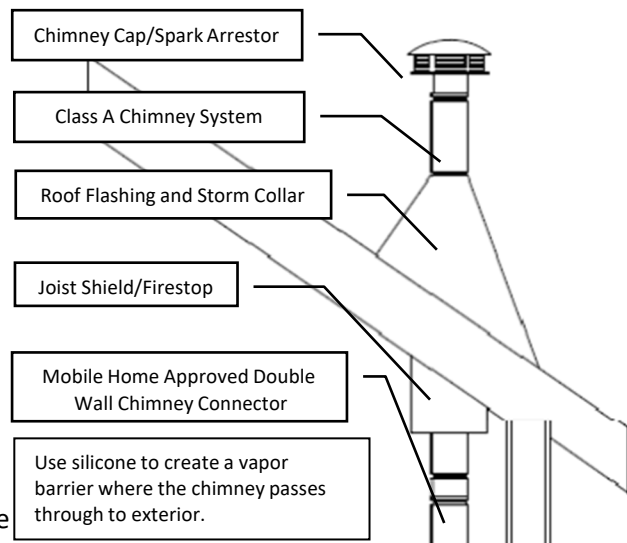 Chimney Cap/Spark Arrestor
Class A Chimney System
Roof Flashing and Storm Collar
Joist Shield/Firestop
Mobile Home Approved Double
Wall Chimney Connector
Use silicone to create a vapor
barrier where the chimney passes
through to exterior.